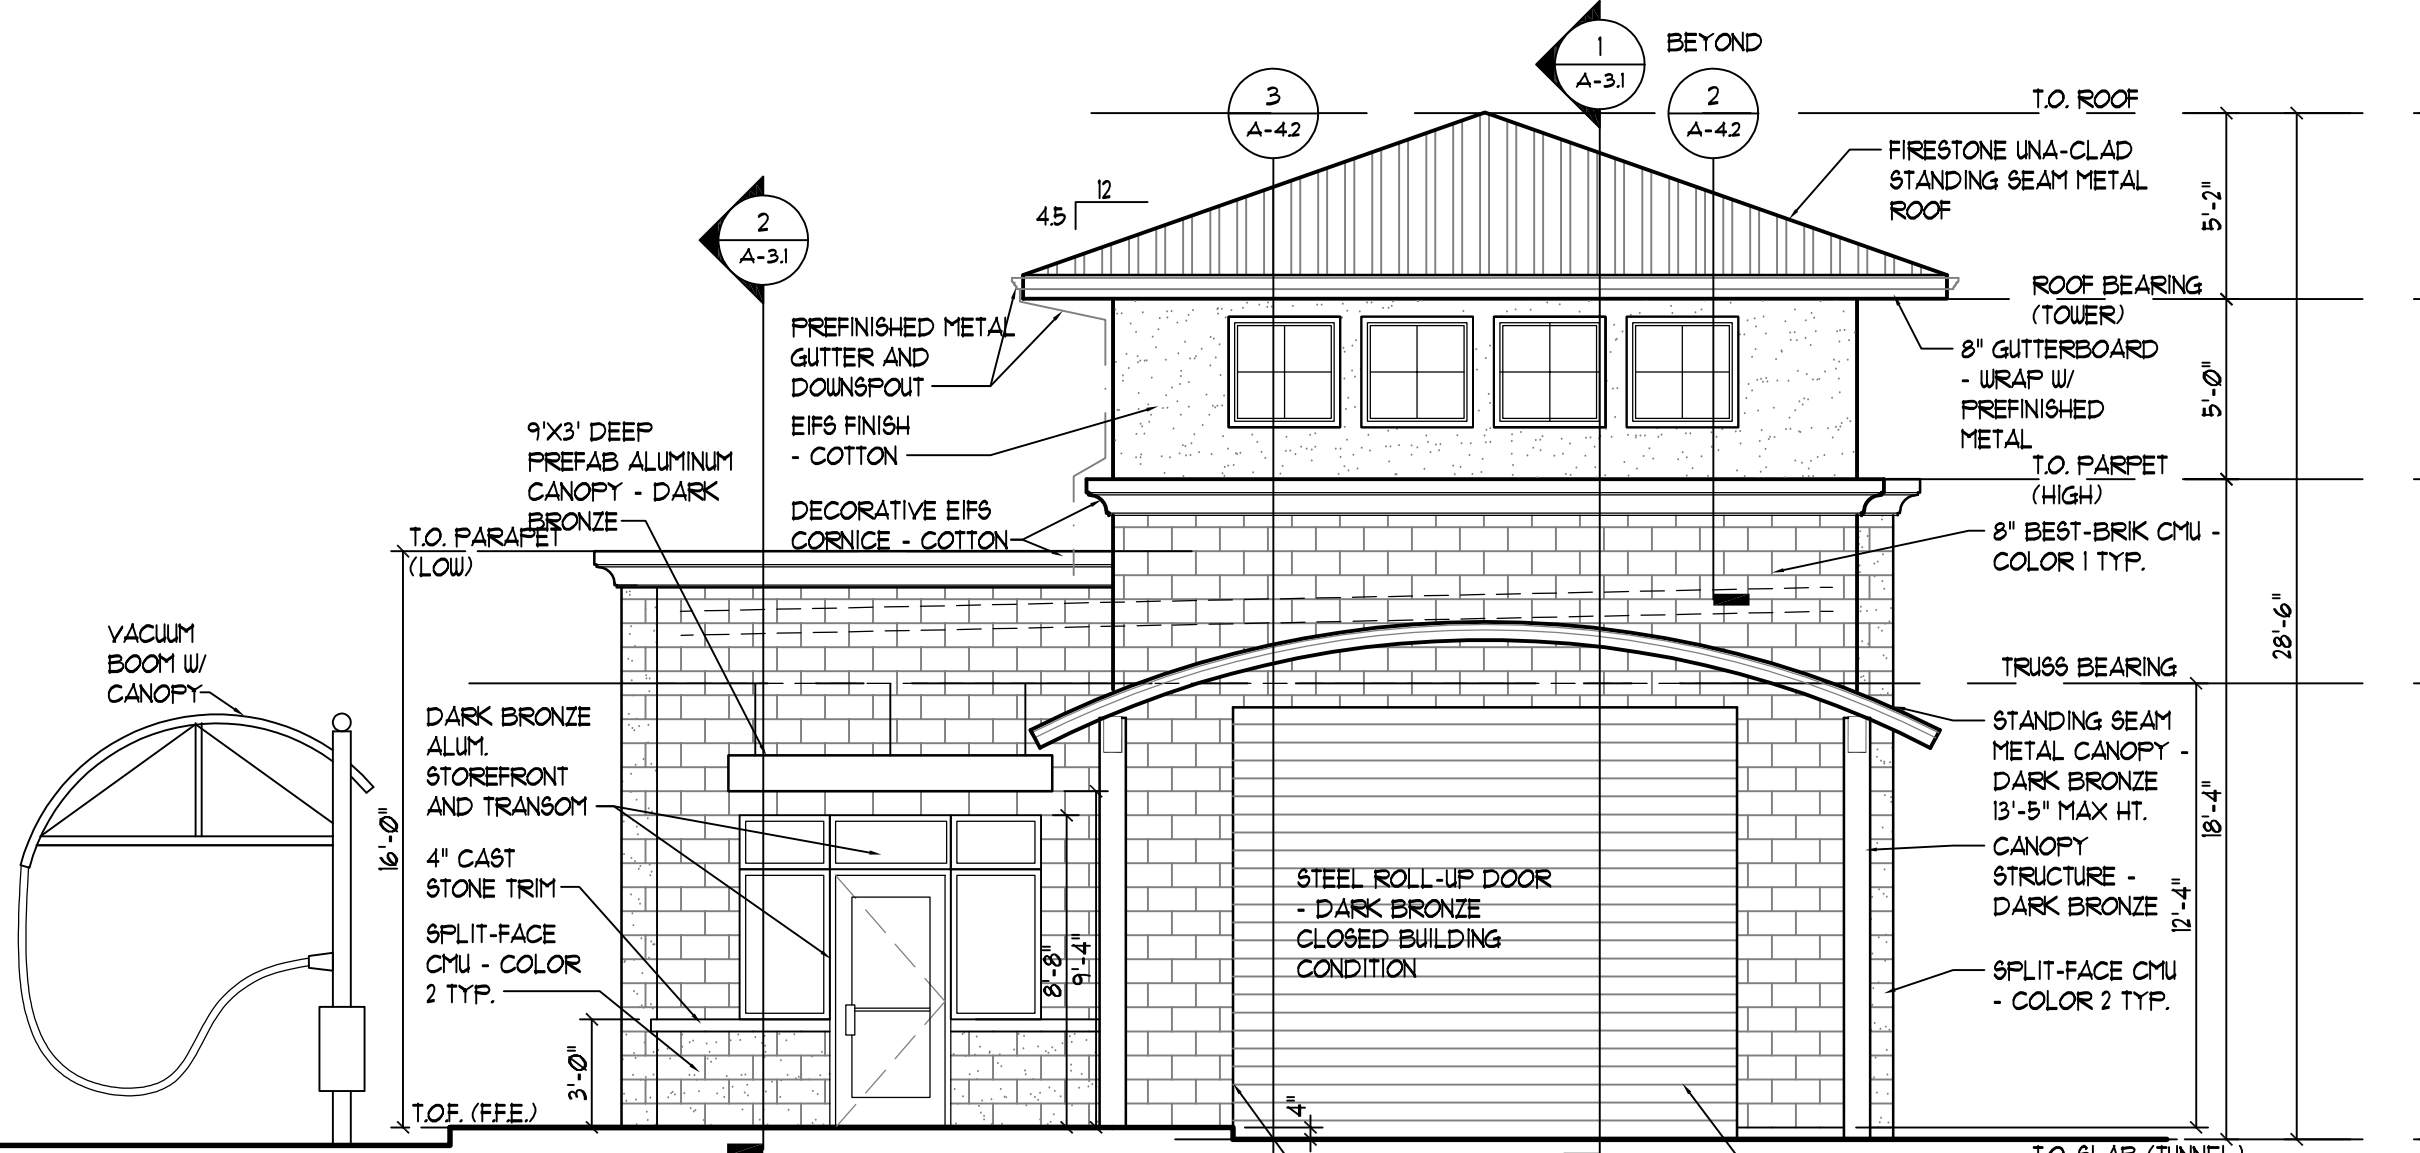 1
A-3.1
BEYOND
3
A-4.2
2
A-4.2
T.O. ROOF
FIRESTONE UNA-CLAD
STANDING SEAM METAL
ROOF
12
4.5
5'-2"
2
A-3.1
ROOF BEARING
(TOWER)
PREFINISHED METAL
GUTTER AND
DOWNSPOUT
8" GUTTERBOARD
- WRAP W/
PREFINISHED
METAL
5'-0"
EIFS FINISH
- COTTON
9'X3' DEEP
PREFAB ALUMINUM
CANOPY - DARK
BRONZE
T.O. PARPET
(HIGH)
DECORATIVE EIFS
CORNICE - COTTON
T.O. PARAPET
(LOW)
8" BEST-BRIK CMU -
COLOR 1 TYP.
28'-6"
VACUUM
BOOM W/
CANOPY
TRUSS BEARING
DARK BRONZE
ALUM.
STOREFRONT
AND TRANSOM
STANDING SEAM
METAL CANOPY -
DARK BRONZE
13'-5" MAX HT.
18'-4"
16'-0"
CANOPY
STRUCTURE -
DARK BRONZE
12'-4"
4" CAST
STONE TRIM
STEEL ROLL-UP DOOR
- DARK BRONZE
CLOSED BUILDING
CONDITION
SPLIT-FACE
CMU - COLOR
2 TYP.
8'-8"
9'-4"
SPLIT-FACE CMU
- COLOR 2 TYP.
3'-0"
T.O.F. (F.F.E.)
4"
T.O. SLAB (TUNNEL)